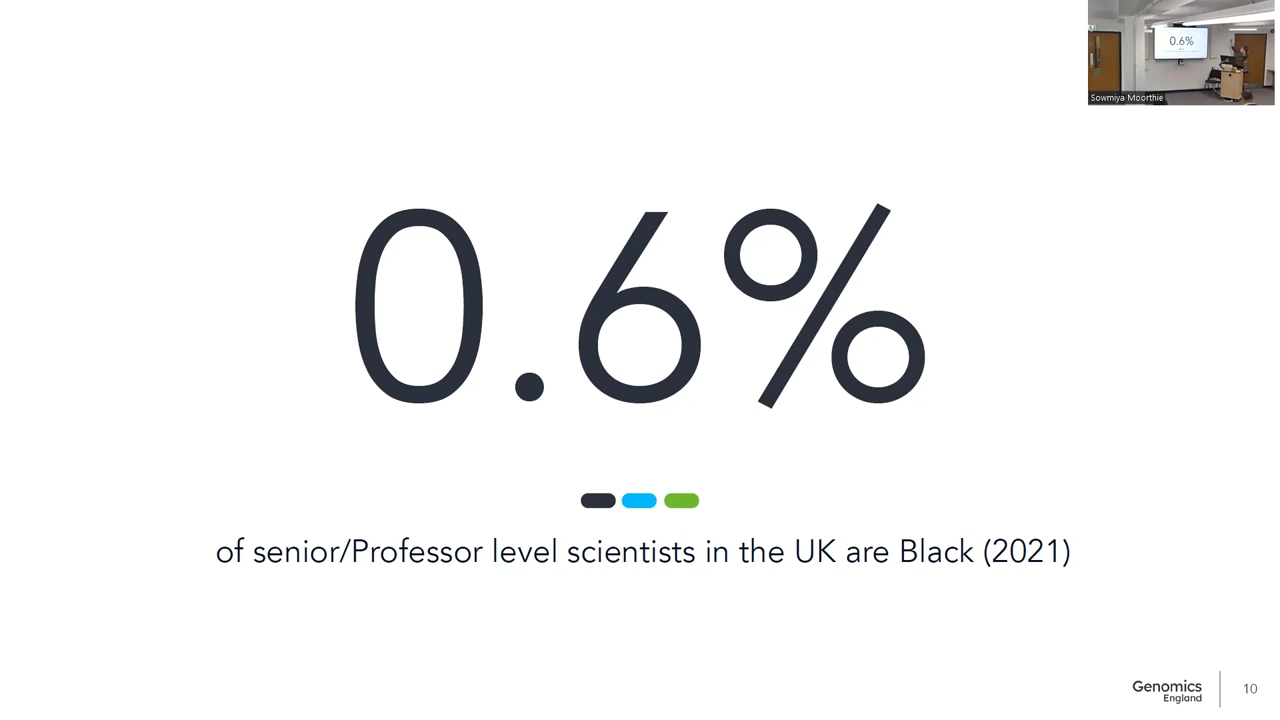 0.6%
Sowmiya Moorthie
0.6%
of senior/Professor level scientists in the UK are Black (2021)
Genomics
England
10